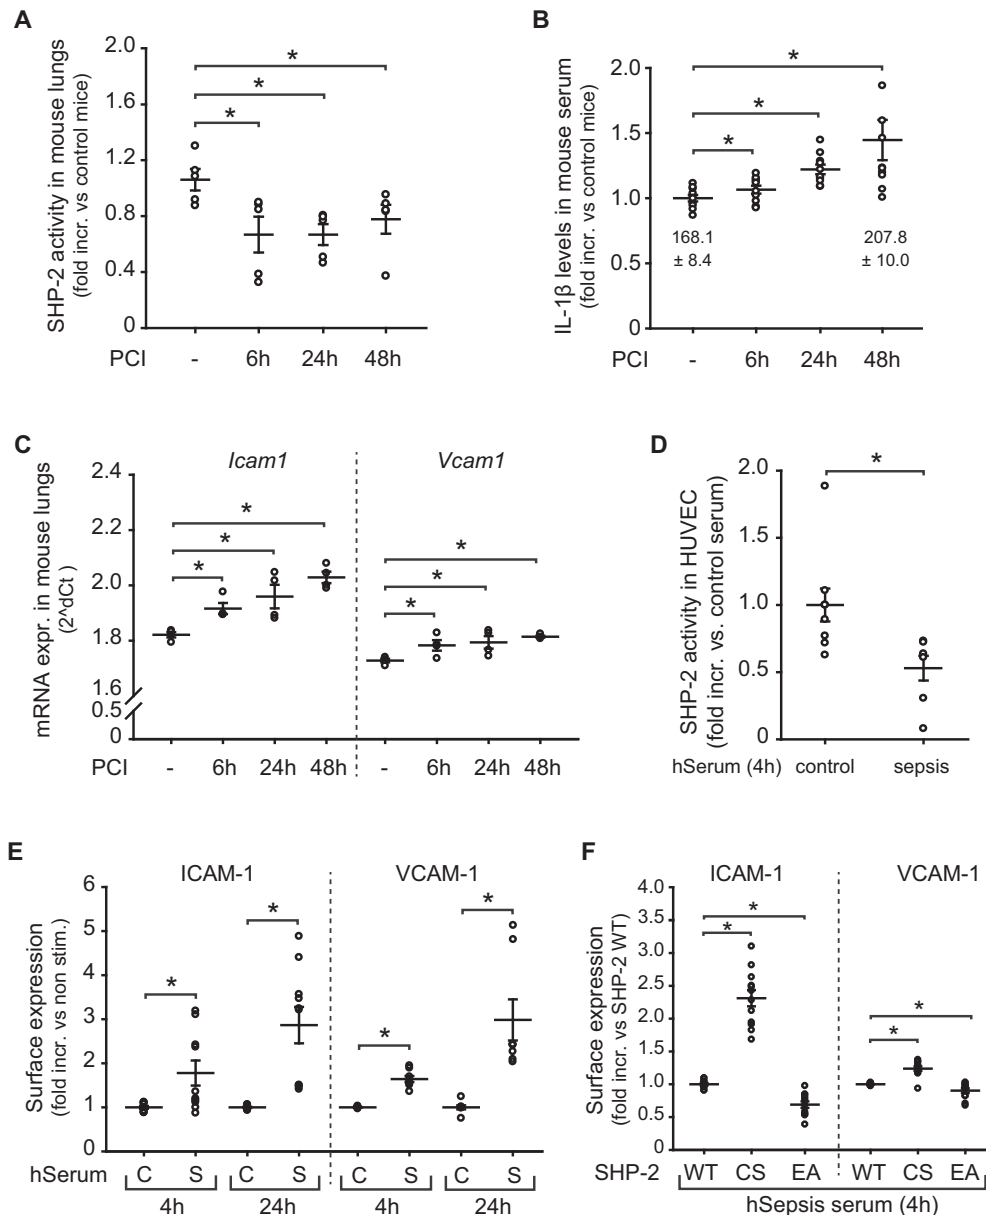 A
SHP-2 activity in mouse lungs
(fold incr. vs control mice)
2.0
1.6
1.2
0.8
0.4
0
*
*
*
PCI - 6h 24h 48h
B
IL-1β levels in mouse serum
(fold incr. vs control mice)
2.0
1.5
1.0
0.5
0
*
*
*
168.1
± 8.4
207.8
± 10.0
PCI - 6h 24h 48h
C
Icam1 Vcam1
mRNA expr. in mouse lungs
(2^dCt )
2.4
2.2
2.0
1.8
1.6
0.5
0
*
*
*
*
*
*
PCI - 6h 24h 48h - 6h 24h 48h
D
SHP-2 activity in HUVEC
(fold incr. vs. control serum)
2.0
1.5
1.0
0.5
0
*
hSerum (4h) control sepsis
E
ICAM-1 VCAM-1
Surface expression
(fold incr. vs non stim.)
6
5
4
3
2
1
0
*
*
*
*
hSerum C S C S C S C S
4h 24h 4h 24h
F
ICAM-1 VCAM-1
Surface expression
(fold incr. vs SHP-2 WT)
4.0
3.5
2.5
2.0
1.5
1.0
0.5
0
*
*
*
*
SHP-2 WT CS EA WT CS EA
hSepsis serum (4h)